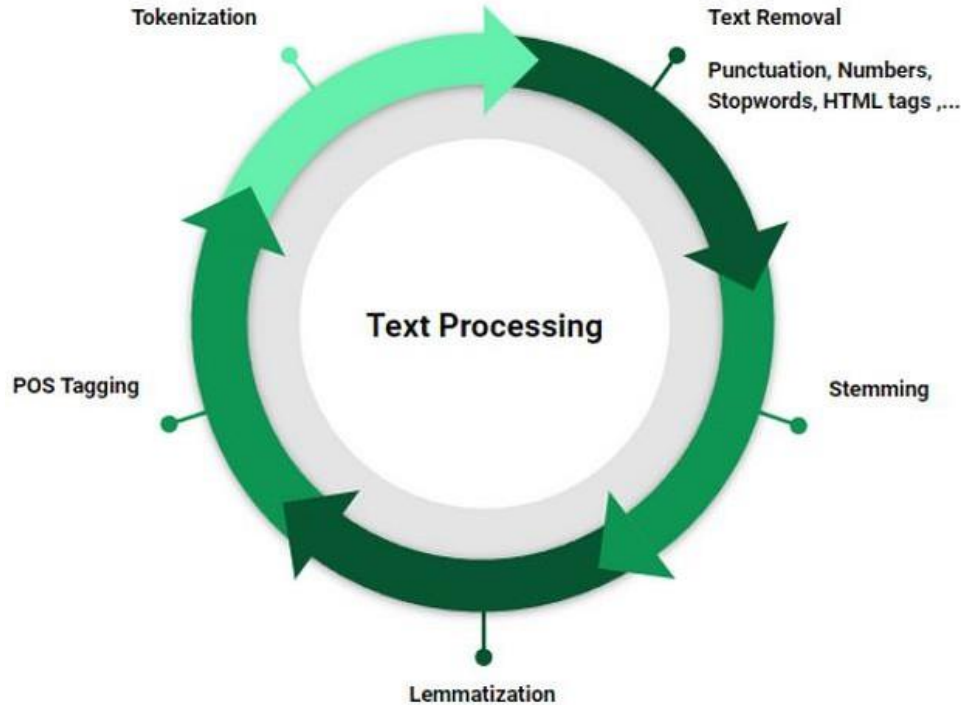 Tokenization
Text Removal
Punctuation, Numbers,
Stopwords, HTML tags ,...
Text Processing
POS Tagging
Stemming
Lemmatization